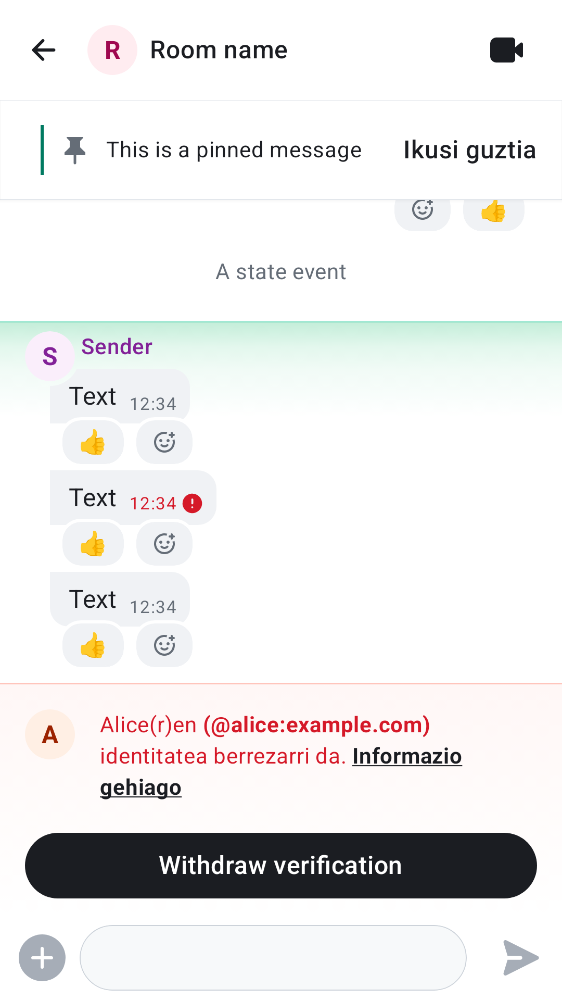 R
Room name
This is a pinned message
Ikusi guztia
A state event
S
Sender
Text 12:34
Text 12:34
Text 12:34
A
Alice(r)en (@alice:example.com)
identitatea berrezarri da. Informazio
gehiago
Withdraw verification